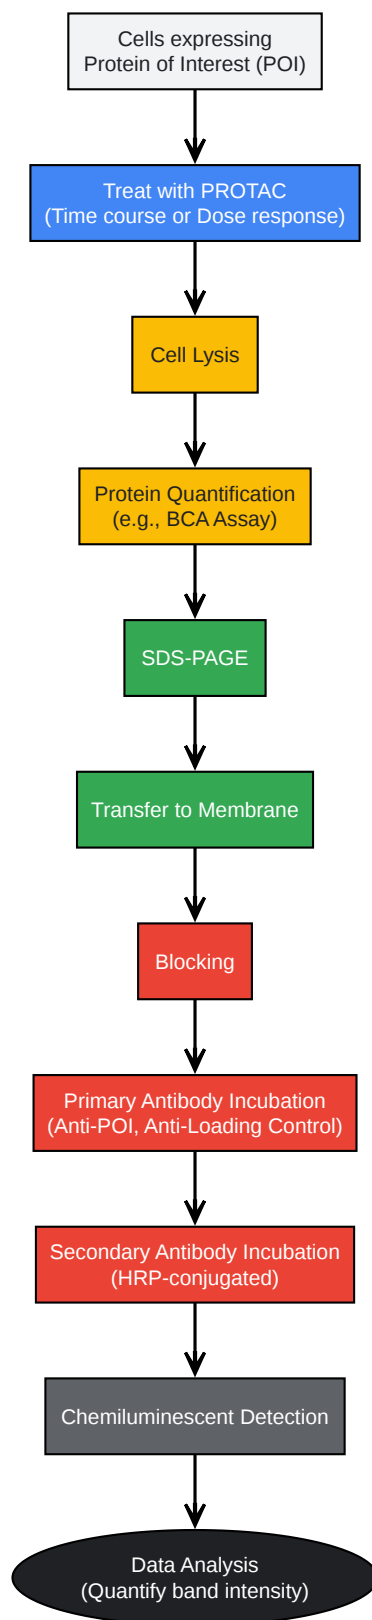 Cells expressing
Protein of Interest (POI)
Treat with PROTAC
(Time course or Dose response)
Cell Lysis
Protein Quantification
(e.g., BCA Assay)
SDS-PAGE
Transfer to Membrane
Blocking
Primary Antibody Incubation
(Anti-POI, Anti-Loading Control)
Secondary Antibody Incubation
(HRP-conjugated)
Chemiluminescent Detection
Data Analysis
(Quantify band intensity)